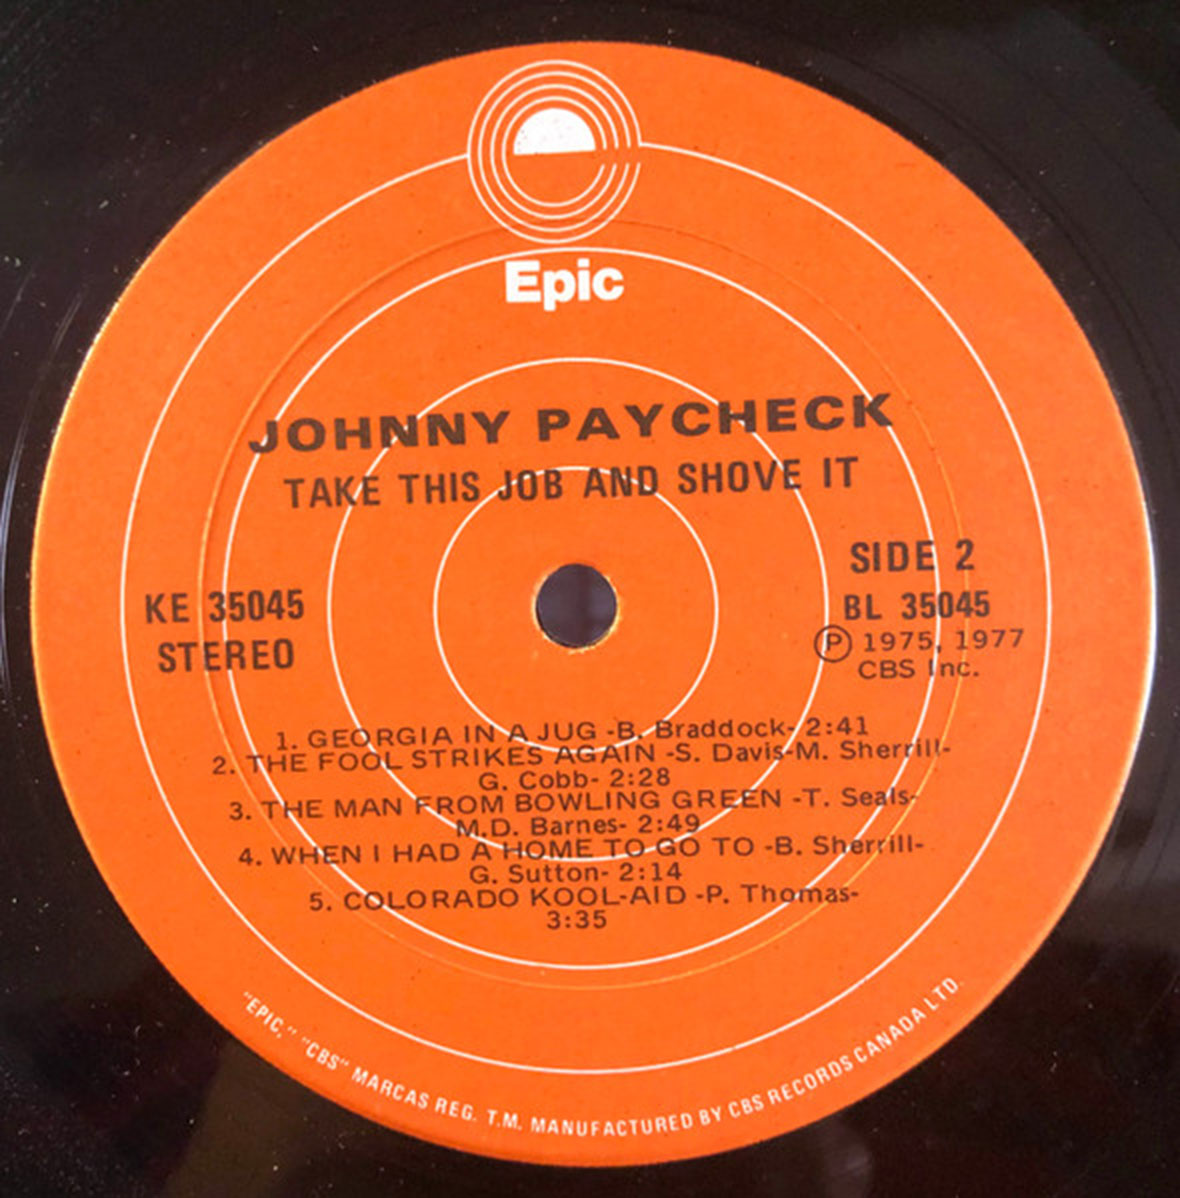 Epic
JOHNNY PAYCHECK
TAKE THIS JOB AND SHOVE IT
SIDE 2
KE 35045
BL 35045
STEREO
Ⓟ 1975, 1977
CBS Inc.
1. GEORGIA IN A JUG -B. Braddock- 2:41
2. THE FOOL STRIKES AGAIN -S. Davis-M. Sherrill-
G. Cobb- 2:28
3. THE MAN FROM BOWLING GREEN -T. Seals-
M.D. Barnes- 2:49
4. WHEN I HAD A HOME TO GO TO -B. Sherrill-
G. Sutton- 2:14
5. COLORADO KOOL-AID -P. Thomas-
3:35
"EPIC," "CBS" MARCAS REG. T.M. MANUFACTURED BY CBS RECORDS CANADA LTD.